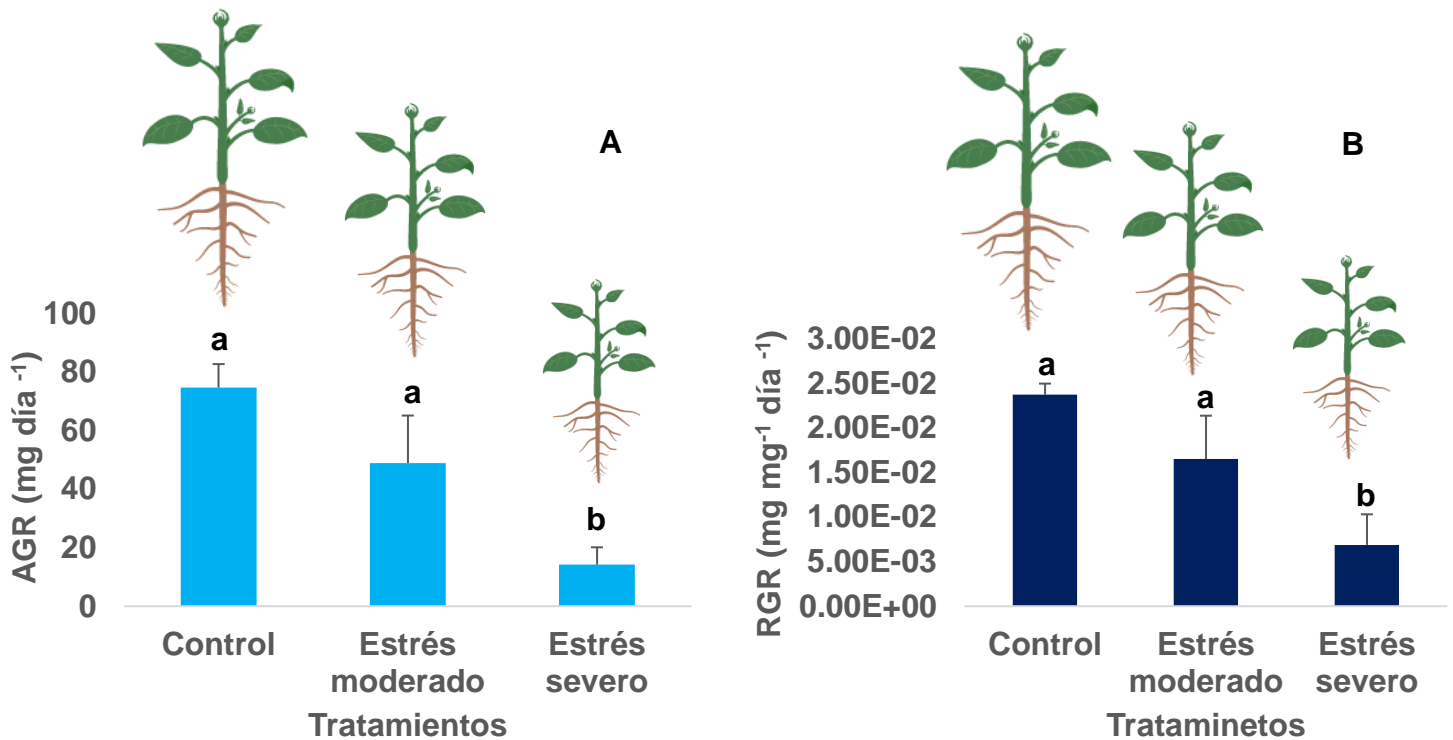 A
AGR (mg día -1)
100
80
60
40
20
0
a
a
b
Control
Estrés
moderado
Estrés
severo
Tratamientos
B
RGR (mg mg-1 día -1)
3.00E-02
2.50E-02
2.00E-02
1.50E-02
1.00E-02
5.00E-03
0.00E+00
a
a
b
Control
Estrés
moderado
Estrés
severo
Trataminetos